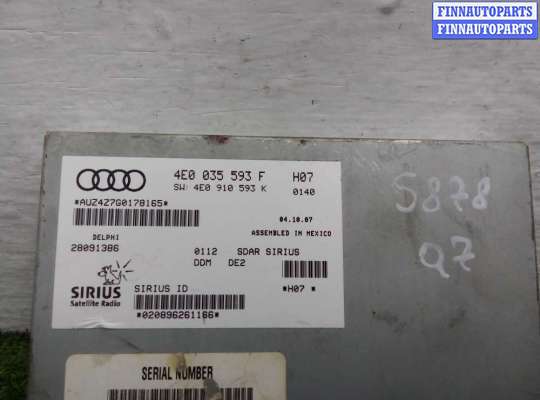 FINNAUTOPARTS
FINNAUTOPARTS
4E0 035 593 F H07
SW: 4E0 910 593 K 0140
*AUZ4Z7G0178165*
04.10.07
ASSEMBLED IN MEXICO
DELPHI
28091386
0112 SDAR SIRIUS
DDM DE2
SIRIUS
Satellite Radio
SIRIUS ID
*H07 *
*020896261166*
SERIAL NUMBER
5878
Q7